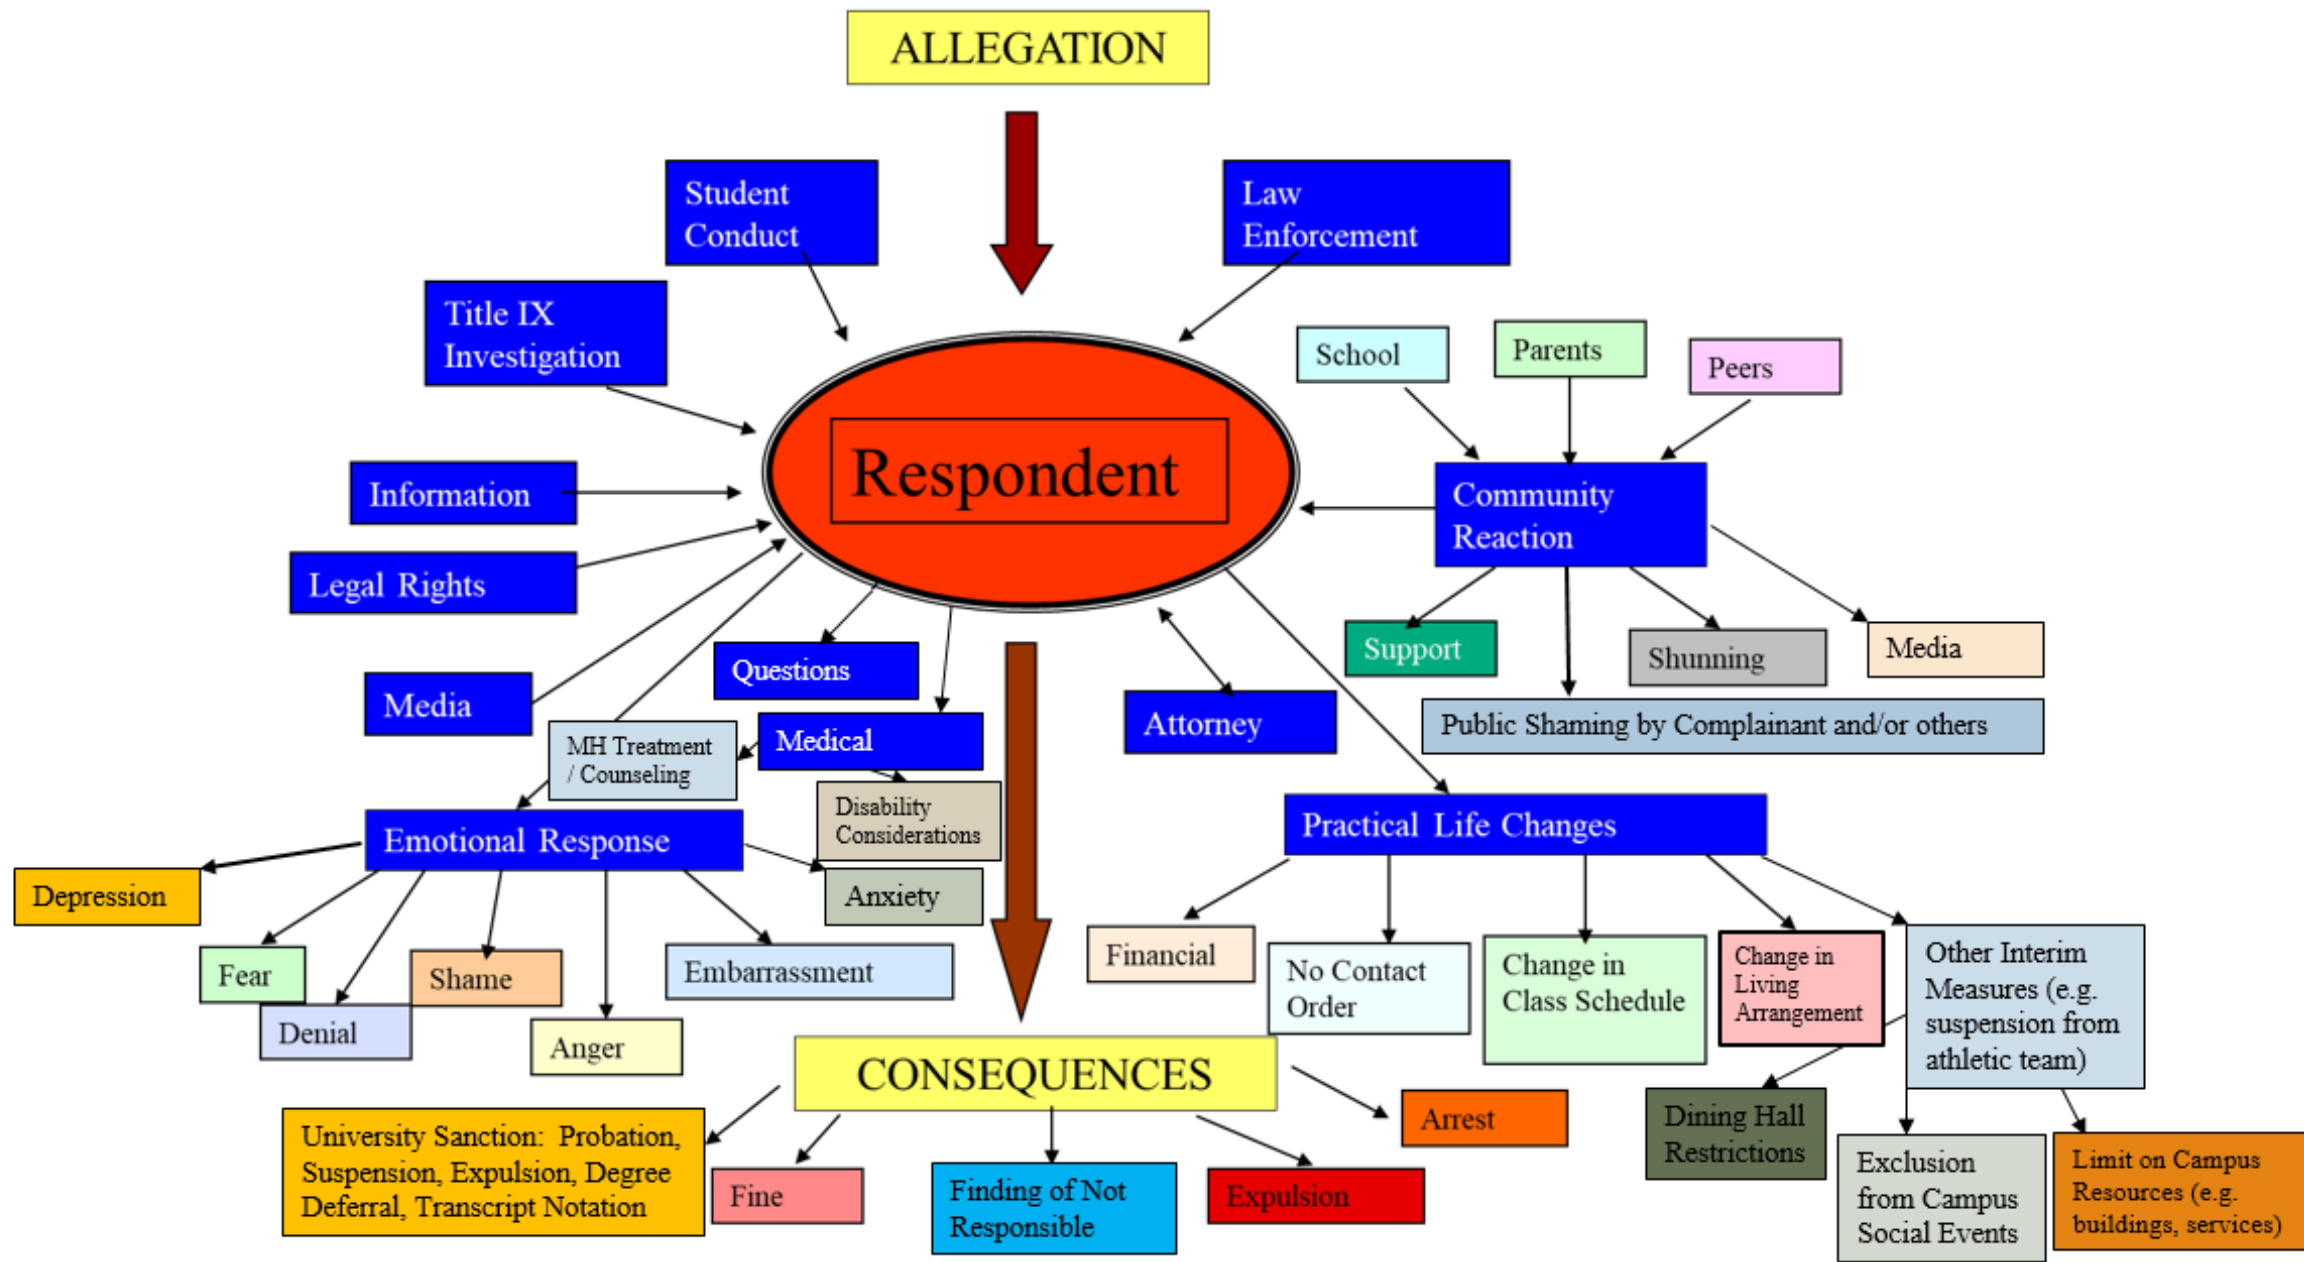 ALLEGATION
Student
Conduct
Law
Enforcement
Title IX
Investigation
School
Parents
Peers
Respondent
Information
Community
Reaction
Legal Rights
Media
Questions
Support
Shunning
Media
MH Treatment
/ Counseling
Medical
Attorney
Public Shaming by Complainant and/or others
Disability
Considerations
Emotional Response
Practical Life Changes
Depression
Anxiety
Fear
Shame
Embarrassment
Denial
Anger
Financial
No Contact
Order
Change in
Class Schedule
Change in
Living
Arrangement
Other Interim
Measures (e.g.
suspension from
athletic team)
CONSEQUENCES
Arrest
Dining Hall
Restrictions
University Sanction: Probation,
Suspension, Expulsion, Degree
Deferral, Transcript Notation
Fine
Finding of Not
Responsible
Expulsion
Exclusion
from Campus
Social Events
Limit on Campus
Resources (e.g.
buildings, services)